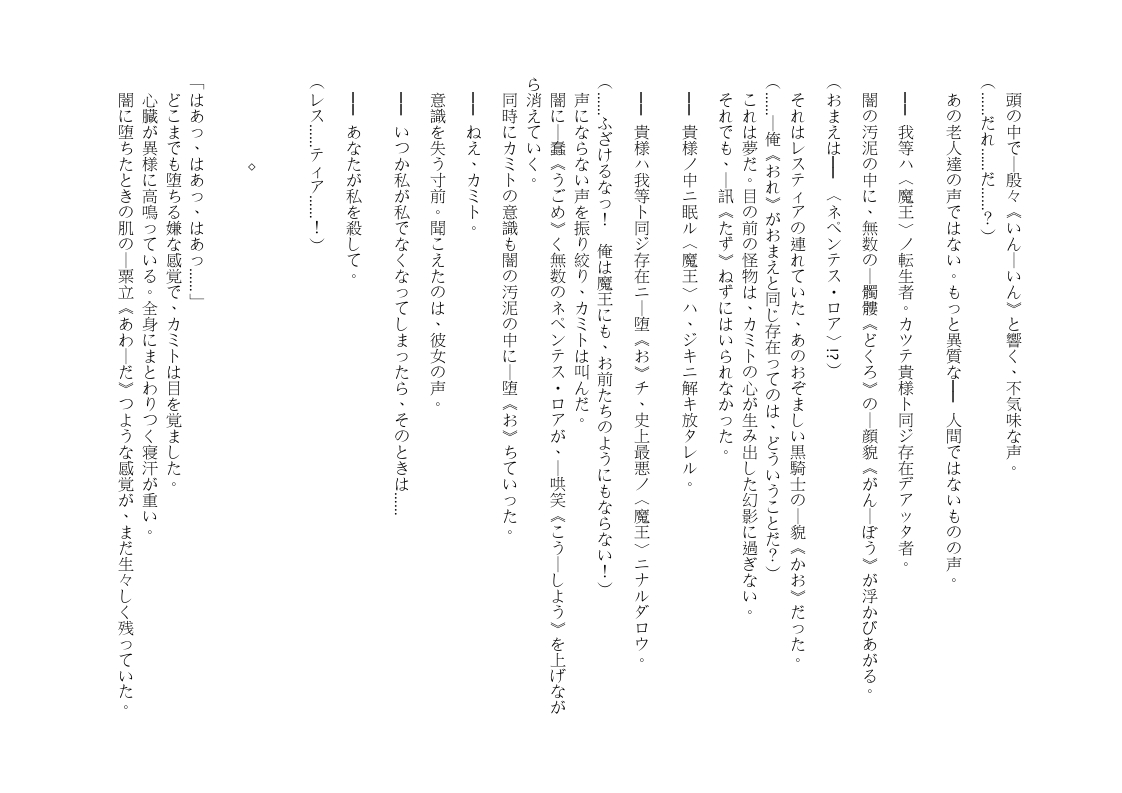 頭の中で―殷々《いん―いん》と響く、不気味な声。
(……だれ……だ……?)
あの老人達の声ではない。もっと異質な━━人間ではないものの声。
━━我等ハ〈魔王〉ノ転生者。カツテ貴様ト同ジ存在デアッタ者。
闇の汚泥の中に、無数の―髑髏《どくろ》の―顔貌《がん―ぼう》が浮かびあがる。
(おまえは━━〈ネペンテス・ロア〉!?)
それはレスティアの連れていた、あのおぞましい黒騎士の―貌《かお》だった。
(……―俺《おれ》がおまえと同じ存在ってのは、どういうことだ?)
これは夢だ。目の前の怪物は、カミトの心が生み出した幻影に過ぎない。
それでも、―訊《たず》ねずにはいられなかった。
━━貴様ノ中ニ眠ル〈魔王〉ハ、ジキニ解キ放タレル。
━━貴様ハ我等ト同ジ存在ニ―堕《お》チ、史上最悪ノ〈魔王〉ニナルダロウ。
(……ふざけるなっ! 俺は魔王にも、お前たちのようにもならない!)
声にならない声を振り絞り、カミトは叫んだ。
闇に―蠢《うごめ》く無数のネペンテス・ロアが、―哄笑《こう―しよう》を上げなが
ら消えていく。
同時にカミトの意識も闇の汚泥の中に―堕《お》ちていった。
━━ねえ、カミト。
意識を失う寸前。聞こえたのは、彼女の声。
━━いつか私が私でなくなってしまったら、そのときは……
━━あなたが私を殺して。
(レス……ティア……!)
◇
「はあっ、はあっ、はあっ……」
どこまでも堕ちる嫌な感覚で、カミトは目を覚ました。
心臓が異様に高鳴っている。全身にまとわりつく寝汗が重い。
闇に堕ちたときの肌の―粟立《あわ―だ》つような感覚が、まだ生々しく残っていた。